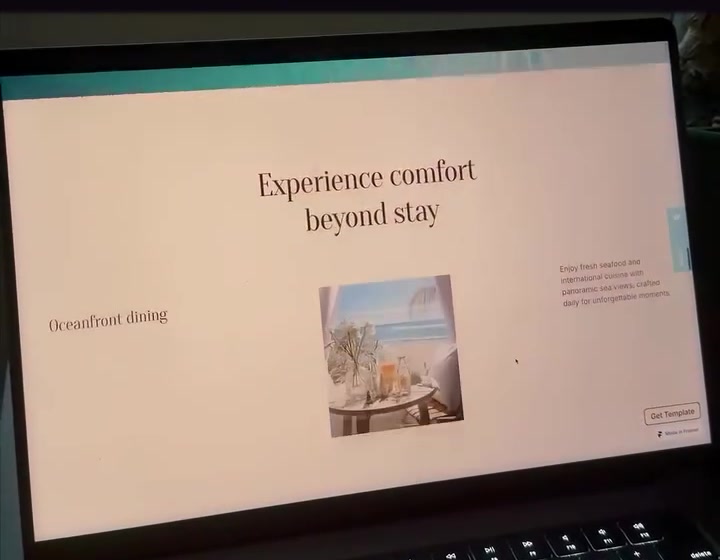 Experience comfort
beyond stay
Oceanfront dining
Enjoy fresh seafood and
international cuisine with
panoramic sea views, crafted
daily for unforgettable moments.
Get Template
Made in Framer
F11
delete